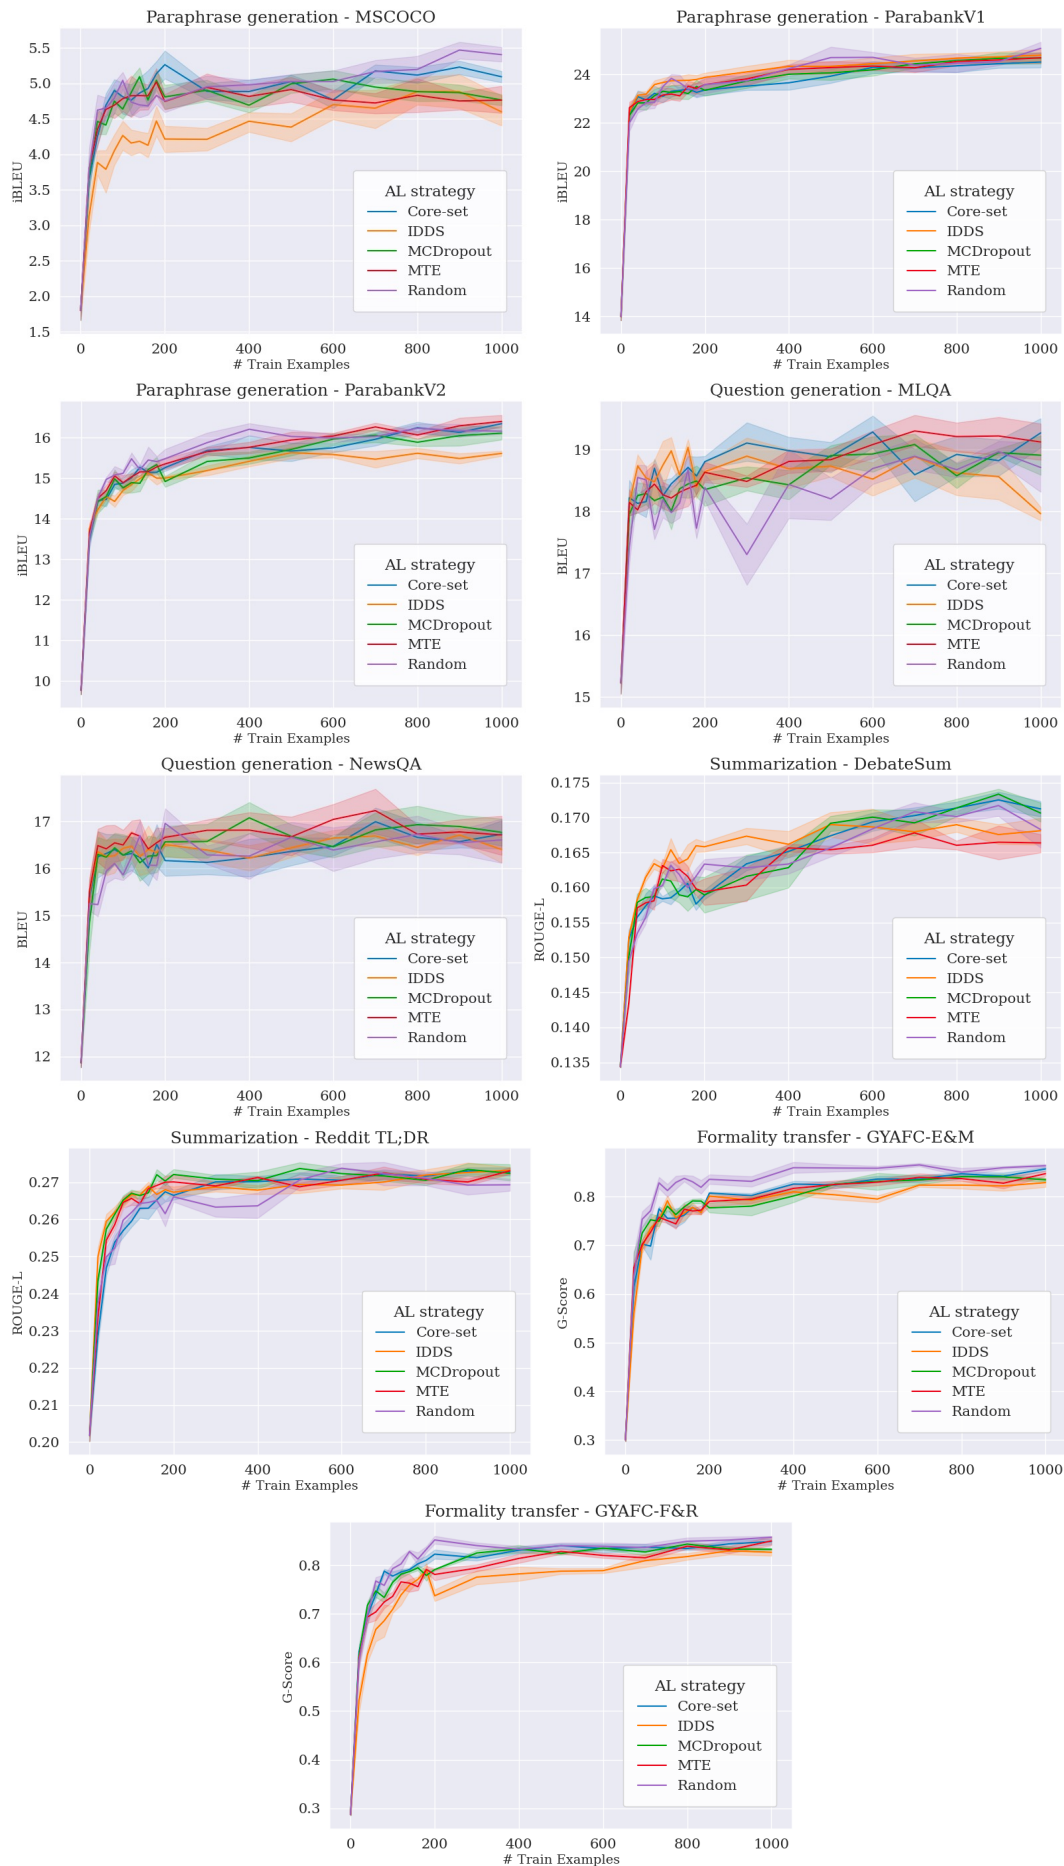 Paraphrase generation - MSCOCO
iBLEU
5.5
5.0
4.5
4.0
3.5
3.0
2.5
2.0
1.5
AL strategy
Core-set
IDDS
MCDropout
MTE
Random
0 200 400 600 800 1000
# Train Examples
Paraphrase generation - ParabankV1
iBLEU
24
22
20
18
16
14
AL strategy
Core-set
IDDS
MCDropout
MTE
Random
0 200 400 600 800 1000
# Train Examples
Paraphrase generation - ParabankV2
iBLEU
16
15
14
13
12
11
10
AL strategy
Core-set
IDDS
MCDropout
MTE
Random
0 200 400 600 800 1000
# Train Examples
Question generation - MLQA
BLEU
19
18
17
16
15
AL strategy
Core-set
IDDS
MCDropout
MTE
Random
0 200 400 600 800 1000
# Train Examples
Question generation - NewsQA
BLEU
17
16
15
14
13
12
AL strategy
Core-set
IDDS
MCDropout
MTE
Random
0 200 400 600 800 1000
# Train Examples
Summarization - DebateSum
ROUGE-L
0.175
0.170
0.165
0.160
0.155
0.150
0.145
0.140
0.135
AL strategy
Core-set
IDDS
MCDropout
MTE
Random
0 200 400 600 800 1000
# Train Examples
Summarization - Reddit TL;DR
ROUGE-L
0.27
0.26
0.25
0.24
0.23
0.22
0.21
0.20
AL strategy
Core-set
IDDS
MCDropout
MTE
Random
0 200 400 600 800 1000
# Train Examples
Formality transfer - GYAFC-E&M
G-Score
0.8
0.7
0.6
0.5
0.4
0.3
AL strategy
Core-set
IDDS
MCDropout
MTE
Random
0 200 400 600 800 1000
# Train Examples
Formality transfer - GYAFC-F&R
G-Score
0.8
0.7
0.6
0.5
0.4
0.3
AL strategy
Core-set
IDDS
MCDropout
MTE
Random
0 200 400 600 800 1000
# Train Examples